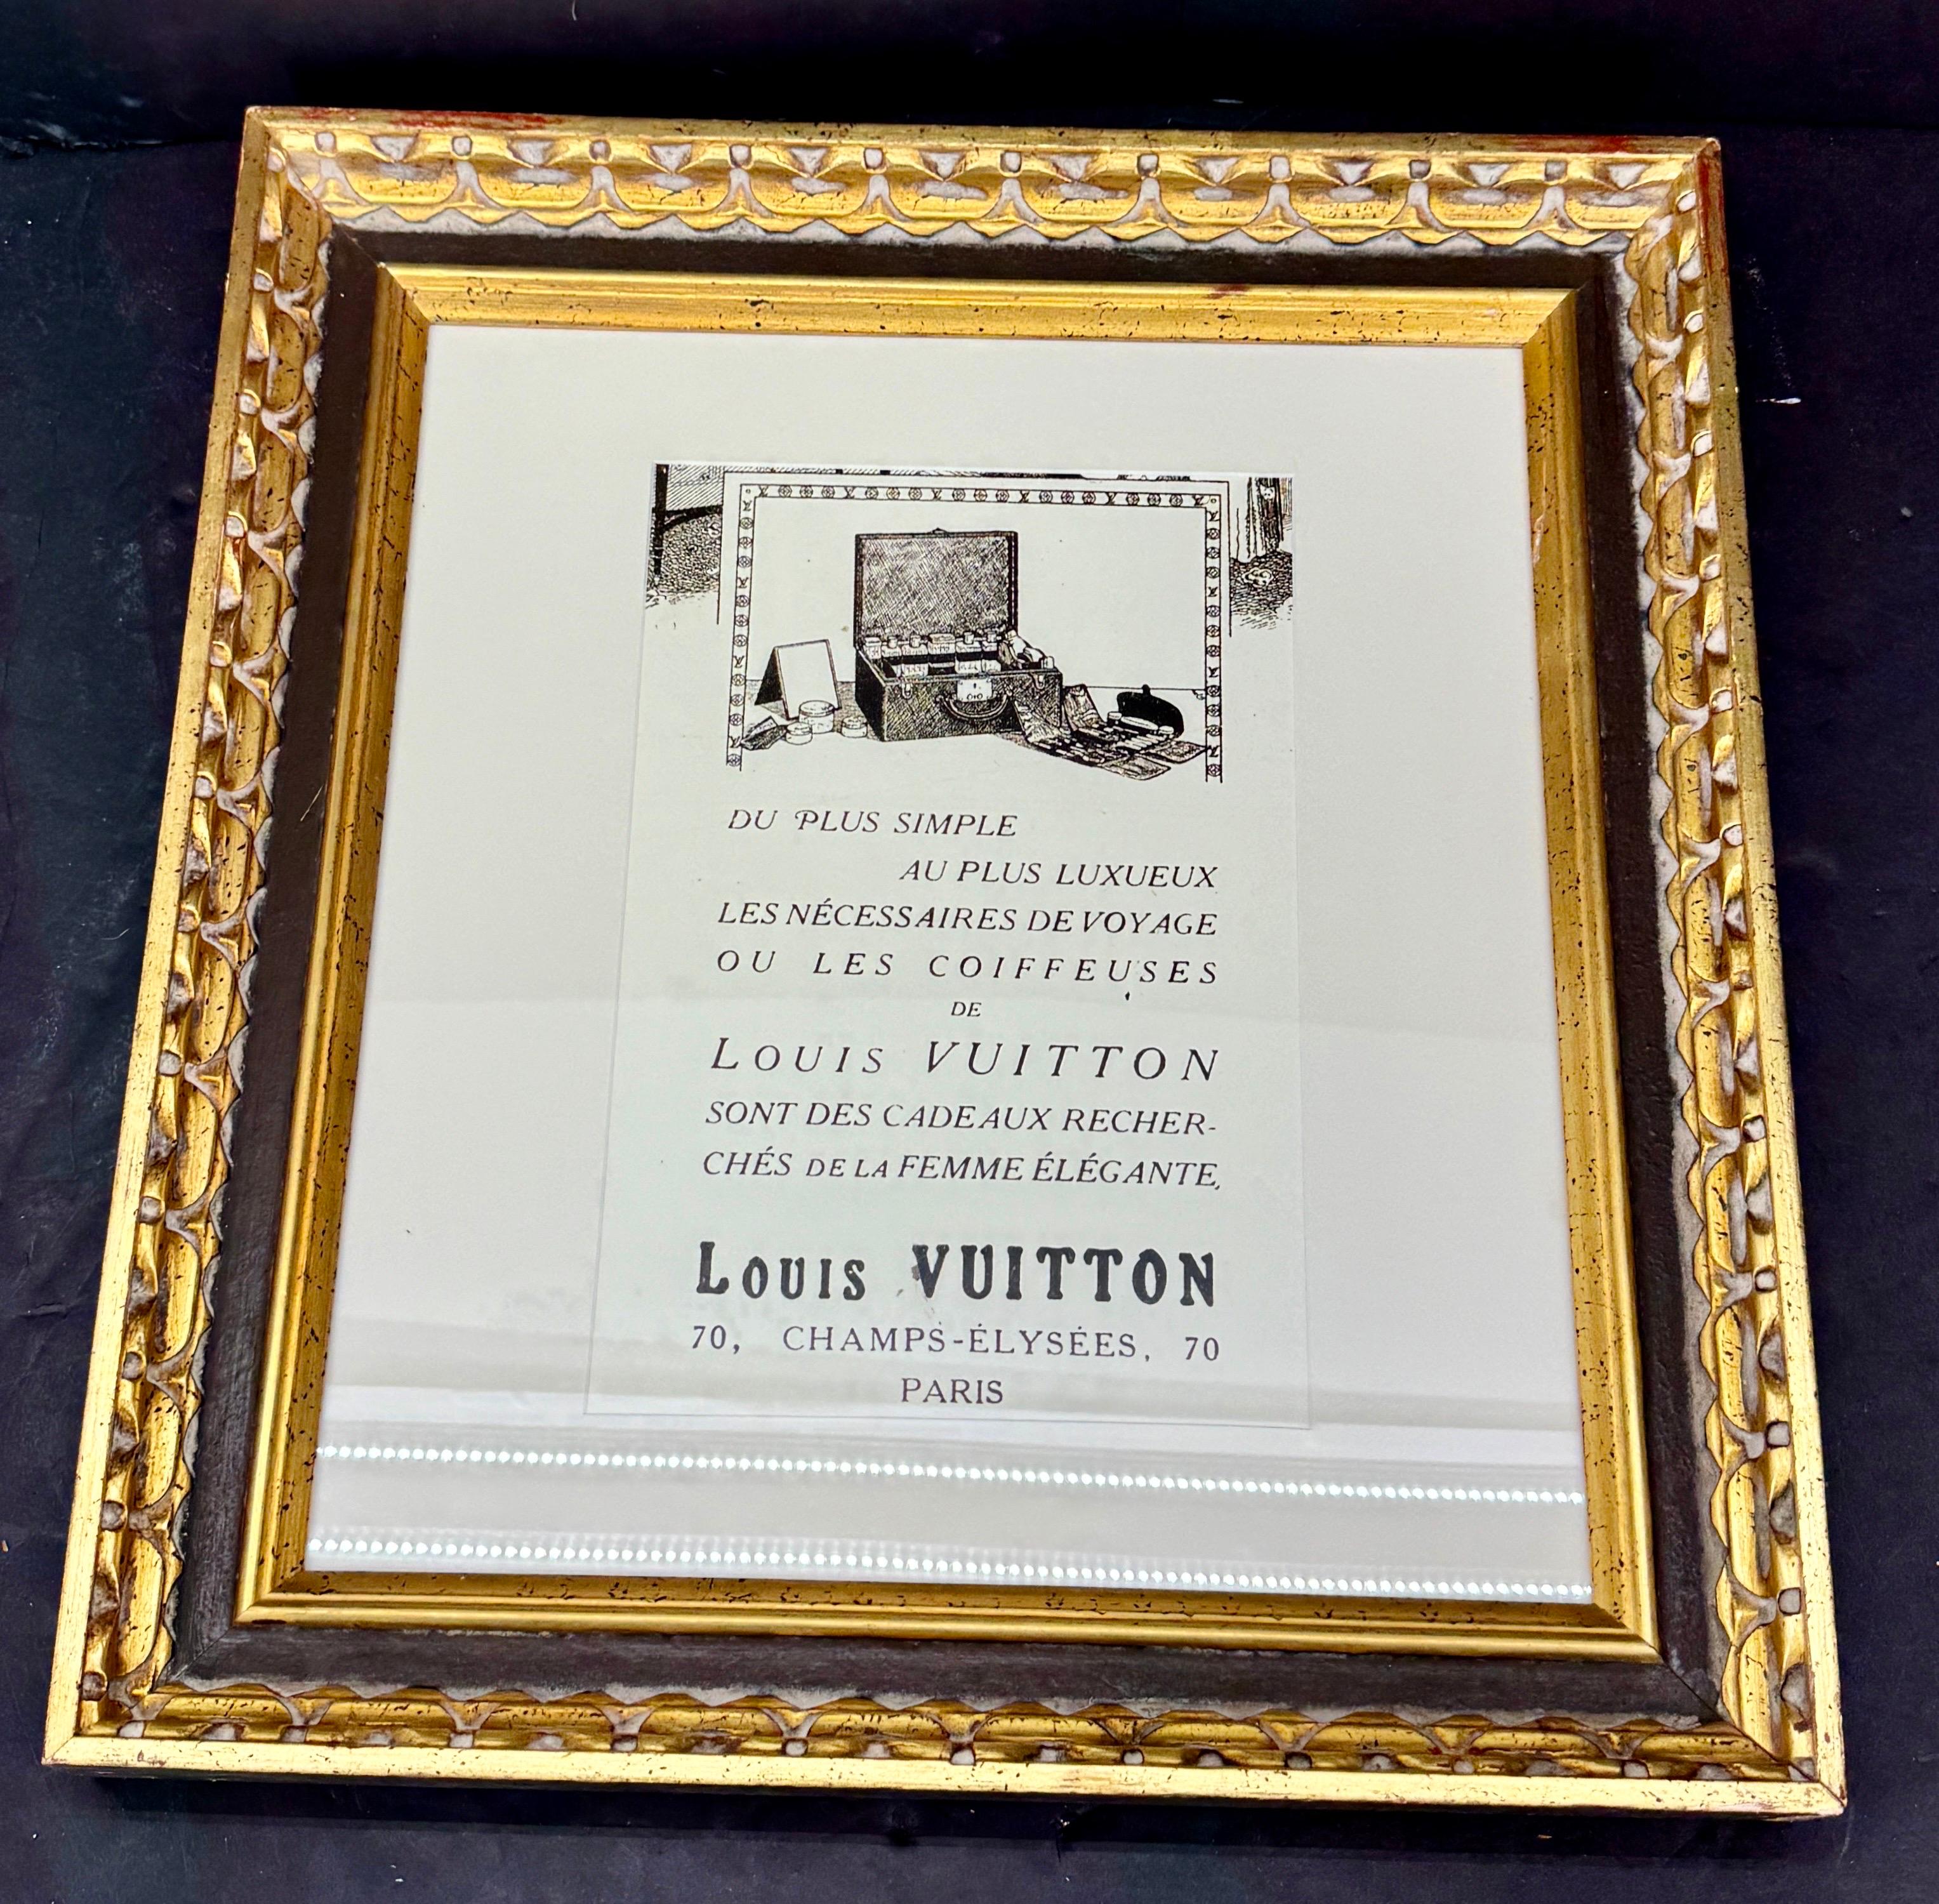 DU PLUS SIMPLE
AU PLUS LUXUEUX
LES NÉCESSAIRES DE VOYAGE
OU LES COIFFEUSES
DE
LOUIS VUITTON
SONT DES CADEAUX RECHER-
CHÉS DE LA FEMME ÉLÉGANTE,
LOUIS VUITTON
70, CHAMPS-ÉLYSÉES, 70
PARIS